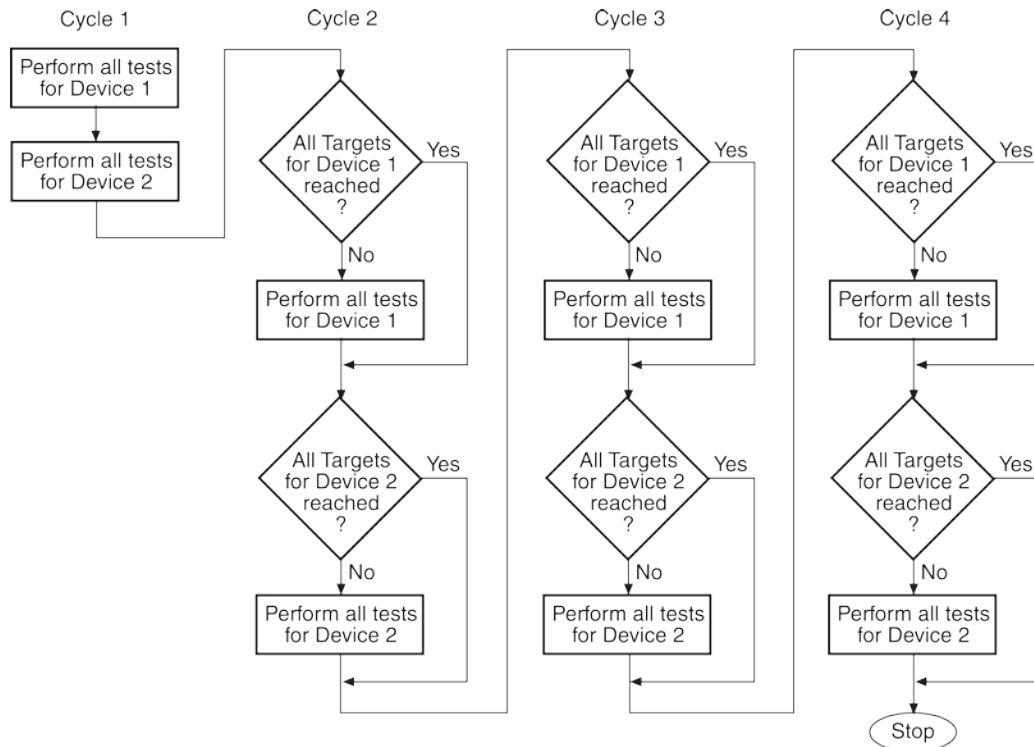 Cycle 1
Perform all tests
for Device 1
Perform all tests
for Device 2
Cycle 2
All Targets
for Device 1
reached
?
Yes
No
Perform all tests
for Device 1
All Targets
for Device 2
reached
?
Yes
No
Perform all tests
for Device 2
Cycle 3
All Targets
for Device 1
reached
?
Yes
No
Perform all tests
for Device 1
All Targets
for Device 2
reached
?
Yes
No
Perform all tests
for Device 2
Cycle 4
All Targets
for Device 1
reached
?
Yes
No
Perform all tests
for Device 1
All Targets
for Device 2
reached
?
Yes
No
Perform all tests
for Device 2
Stop